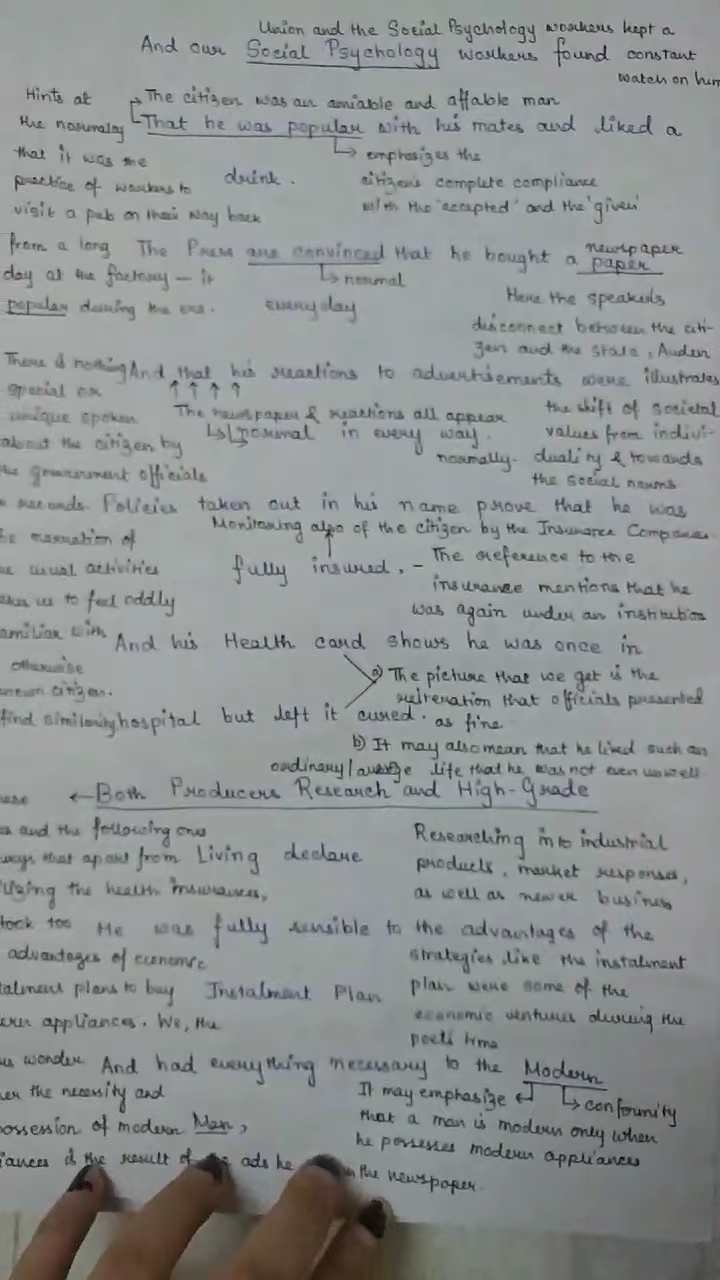 Union and the Social Psychology workers kept a
And our Social Psychology workers found constant
watch on him
Hints at
The citizen was an amiable and affable man
the normalcy
That he was popular with his mates and liked a
that it was the
emphasizes the
practice of workers to
drink.
citizens complete compliance
visit a pub on their way back
with the 'accepted' and the 'given'
from a long
The Press are convinced that he bought a paper
newspaper
day at the factory - it
normal
popular during the era.
everyday
Here the speaker's
disconnect between the citi-
zen and the state, Auden
There is nothing
And that his reactions to advertisements were
illustrates
special or
unique spoken
The newspaper & reactions all appear
the shift of societal
about the citizen by
normal in every way.
values from indivi-
normally.
duality & towards
the government officials
the social norms
records.
Policies taken out in his name prove that he was
Monitoring also of the citizen by the Insurance Companies
narration of
usual activities
fully insured. - The reference to the
us to feel oddly
insurance mentions that he
was again under an institution
familiar with
And his Health card shows he was once in
otherwise
a) The picture that we get is the
citizen.
reiteration that officials presented
find similarity
hospital but left it cured.
as fine
b) It may also mean that he lived such an
ordinary/average life that he was not even unwell
Both Producers Research and High-Grade
and the following ones
Researching into industrial
that apart from
Living declare
products, market responses,
the health insurances,
as well as newer business
took too
He was fully sensible to the advantages of the
advantages of economic
strategies like the instalment
plans to buy
Instalment Plan
plan were some of the
appliances. We, the
economic ventures during the
poets time
wonder
And had everything necessary to the Modern
the necessity and
It may emphasize
conformity
possession of modern
Man,
that a man is modern only when
he possesses modern appliances
is the result of the ads he
the newspaper.